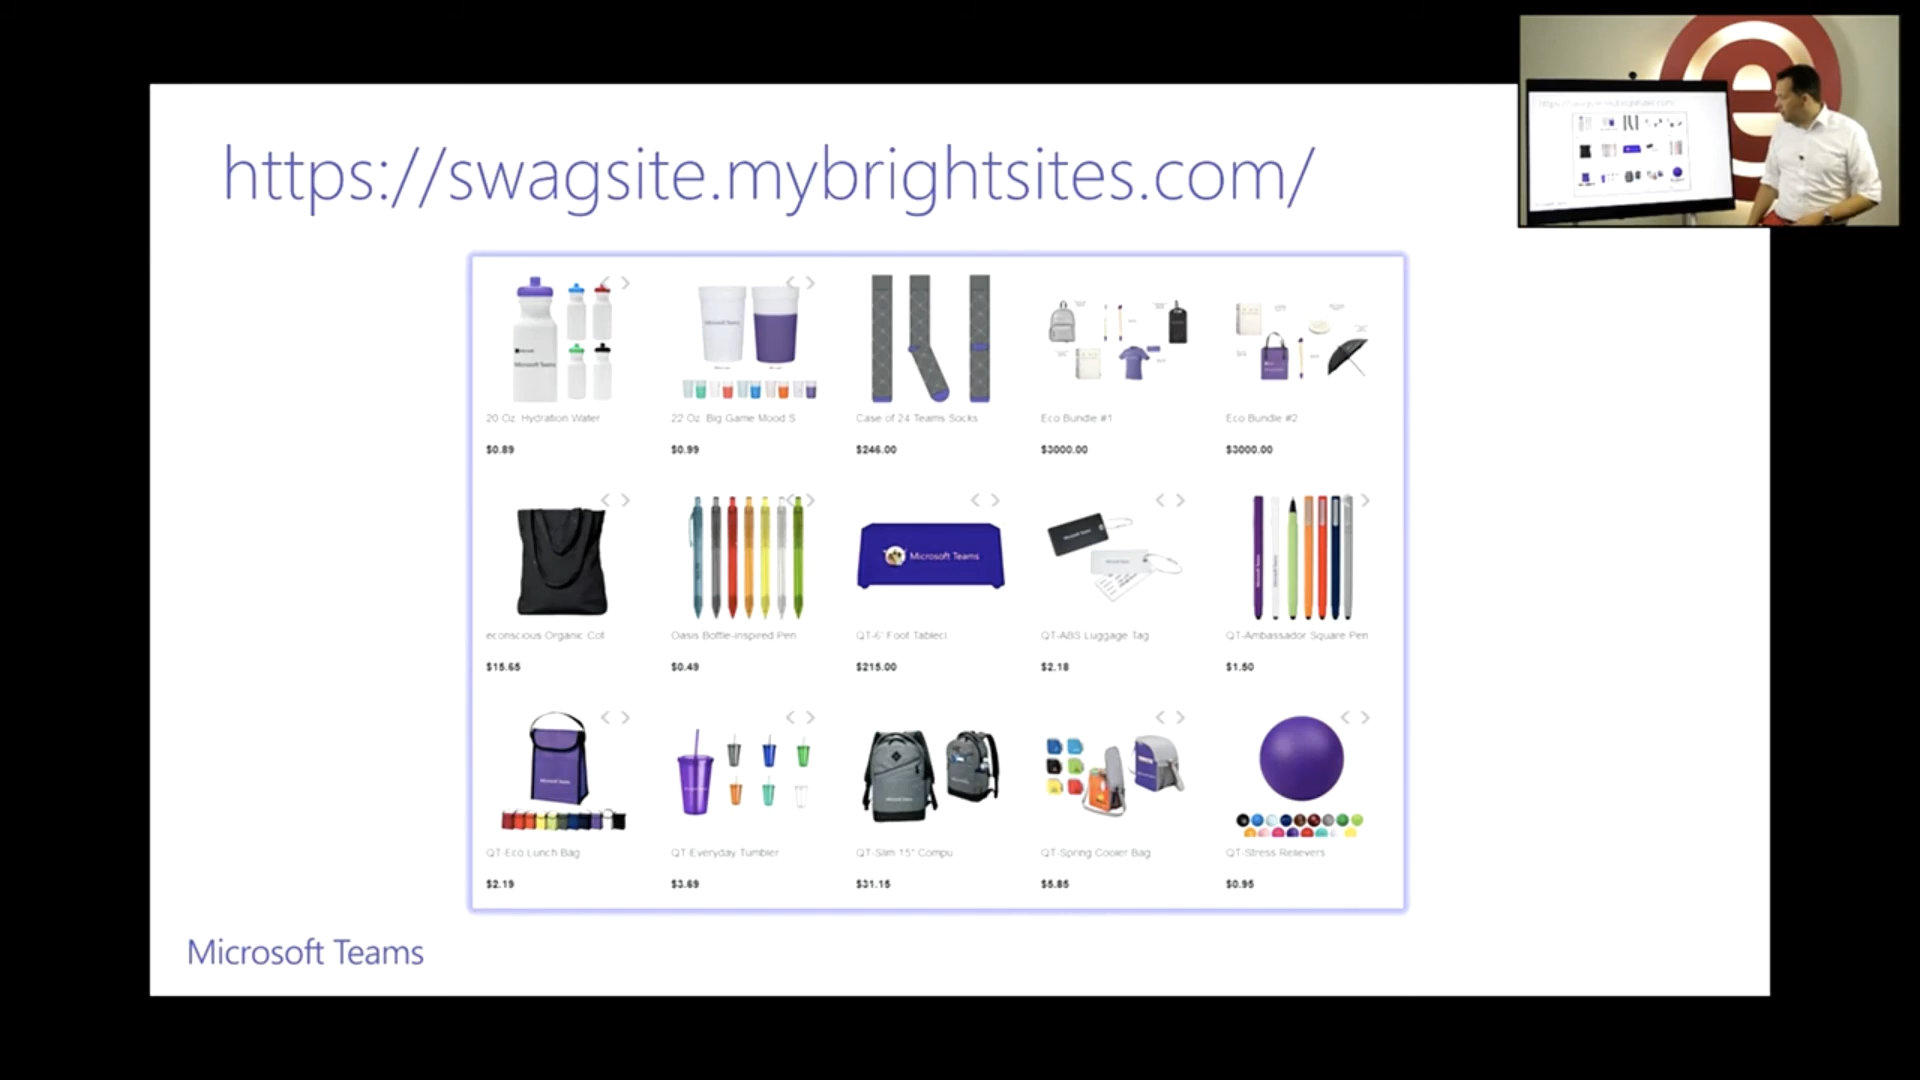 https://swagsite.mybrightsites.com/
20 Oz Hydration Water
$0.89
22 Oz Big Game Mood S
$0.99
Case of 24 Teams Socks
$246.00
Eco Bundle #1
$3000.00
Eco Bundle #2
$3000.00
econscious Organic Cot
$15.65
Oasis Bottle-Inspired Pen
$0.49
Microsoft Teams
QT-6' Foot Tablecl
$215.00
QT-ABS Luggage Tag
$2.18
QT-Ambassador Square Pen
$1.50
QT-Eco Lunch Bag
$2.19
QT-Everyday Tumbler
$3.69
QT-Slim 15" Compu
$31.15
QT-Spring Cooler Bag
$5.85
QT-Stress Relievers
$0.95
Microsoft Teams